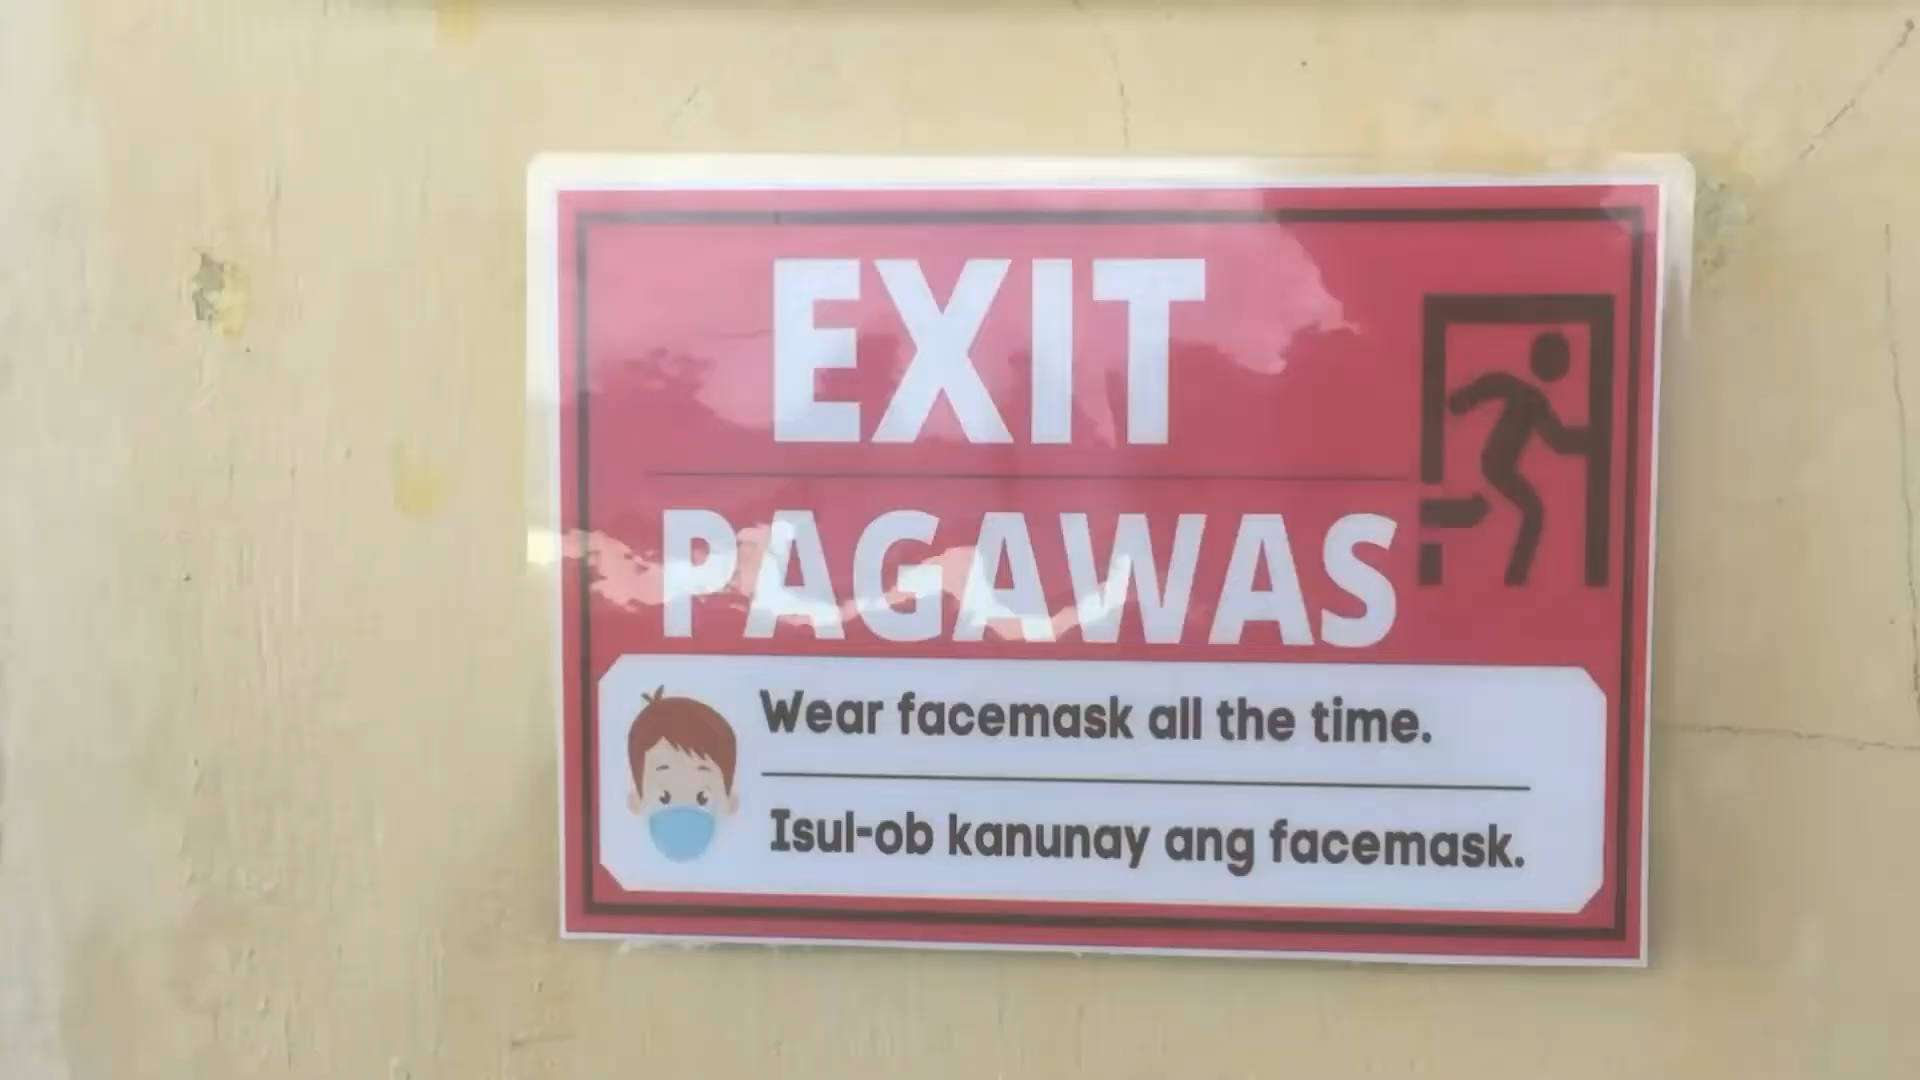 EXIT
PAGAWAS
Wear facemask all the time.
Isul-ob kanunay ang facemask.